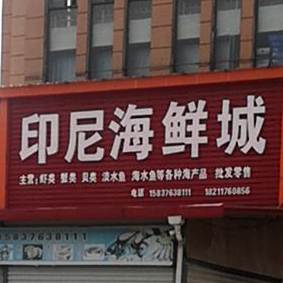 印尼海鲜城
主营:虾类 蟹类 贝类 淡水鱼 海水鱼等各种海产品 批发零售
电话 15837638111 18211760856
15837638111